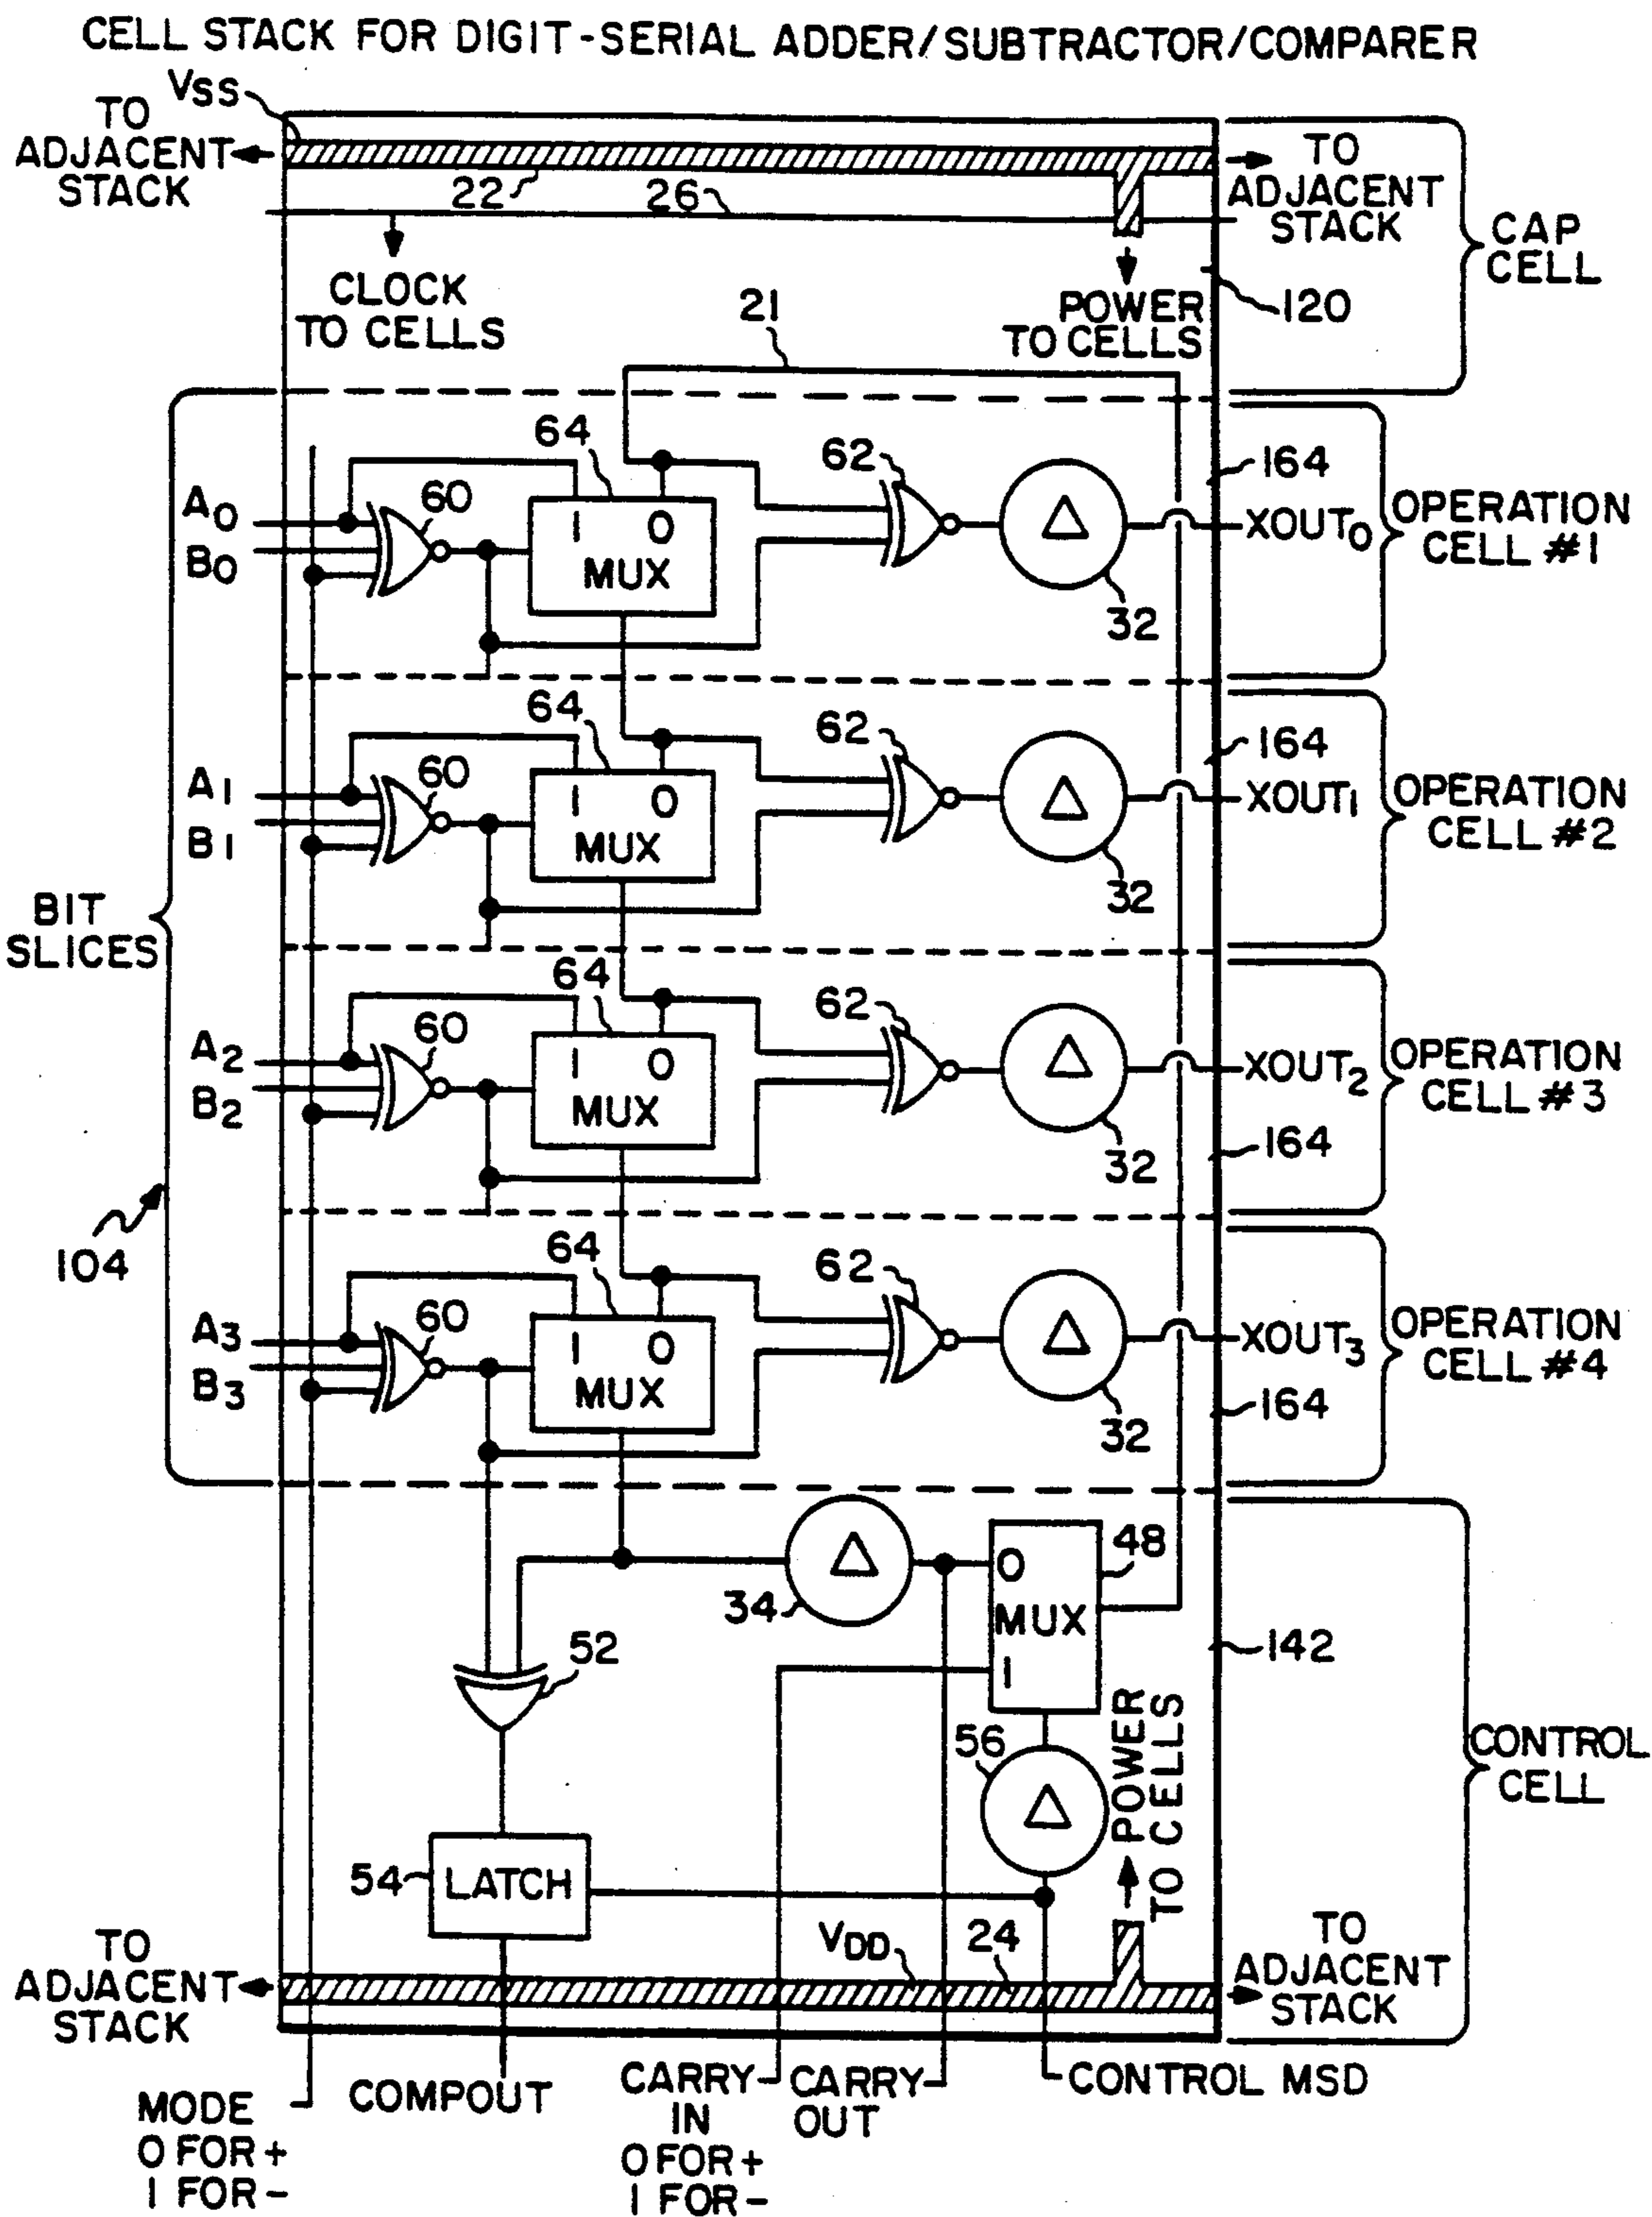 CELL STACK FOR DIGIT-SERIAL ADDER/SUBTRACTOR/COMPARER
VSS
TO
ADJACENT
STACK
22
26
TO
ADJACENT
STACK
CAP
CELL
CLOCK
TO CELLS
21
POWER
TO CELLS
120
64
62
164
A0
B0
60
1 0
MUX
Δ
XOUT0
32
OPERATION
CELL #1
64
62
164
A1
B1
60
1 0
MUX
Δ
XOUT1
32
OPERATION
CELL #2
BIT
SLICES
64
62
A2
B2
60
1 0
MUX
Δ
XOUT2
32
164
OPERATION
CELL #3
104
64
62
A3
B3
60
1 0
MUX
Δ
XOUT3
32
164
OPERATION
CELL #4
Δ
34
0
MUX
1
48
52
142
56
Δ
POWER
TO CELLS
CONTROL
CELL
54
LATCH
VDD
24
TO
ADJACENT
STACK
TO
ADJACENT
STACK
MODE
0 FOR +
1 FOR -
COMPOUT
CARRY
IN
0 FOR +
1 FOR -
CARRY
OUT
CONTROL MSD